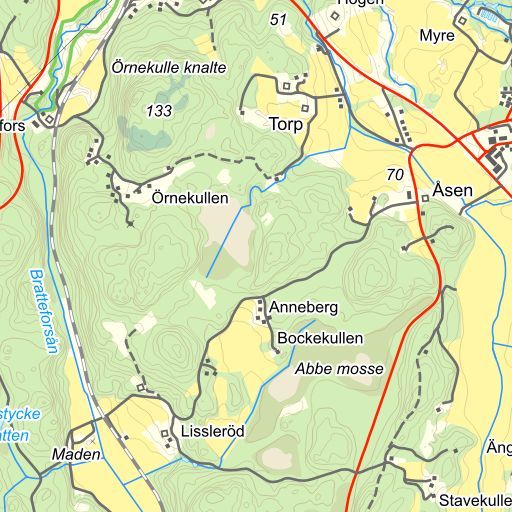 Högen
51
Myre
Örnekulle knalte
133
fors
Torp
70
Åsen
Örnekullen
Bratteforsån
Anneberg
Bockekullen
Abbe mosse
stycke
tten
Lissleröd
Maden
Äng
Stavekulle